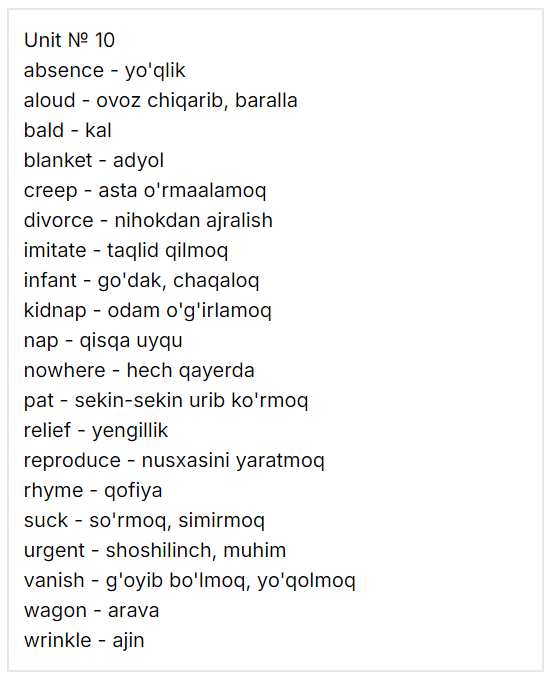 Unit № 10
absence - yo'qlik
aloud - ovoz chiqarib, baralla
bald - kal
blanket - adyol
creep - asta o'rmaalamoq
divorce - nihokdan ajralish
imitate - taqlid qilmoq
infant - go'dak, chaqaloq
kidnap - odam o'g'irlamoq
nap - qisqa uyqu
nowhere - hech qayerda
pat - sekin-sekin urib ko'rmoq
relief - yengillik
reproduce - nusxasini yaratmoq
rhyme - qofiya
suck - so'rmoq, simirmoq
urgent - shoshilinch, muhim
vanish - g'oyib bo'lmoq, yo'qolmoq
wagon - arava
wrinkle - ajin